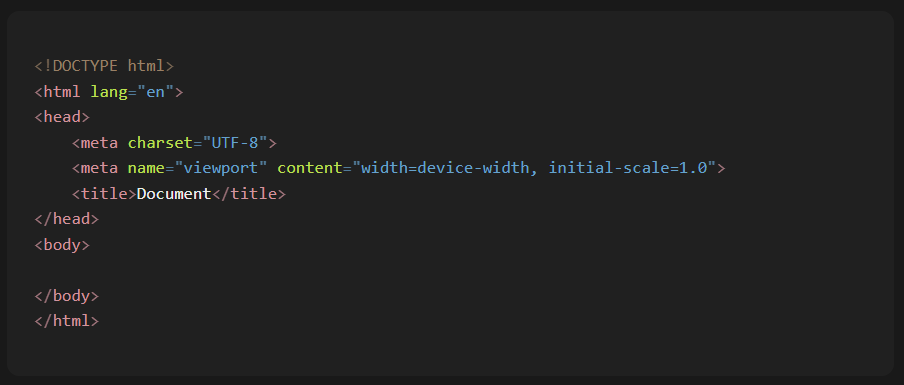 <!DOCTYPE html>
<html lang="en">
<head>
    <meta charset="UTF-8">
    <meta name="viewport" content="width=device-width, initial-scale=1.0">
    <title>Document</title>
</head>
<body>

</body>
</html>